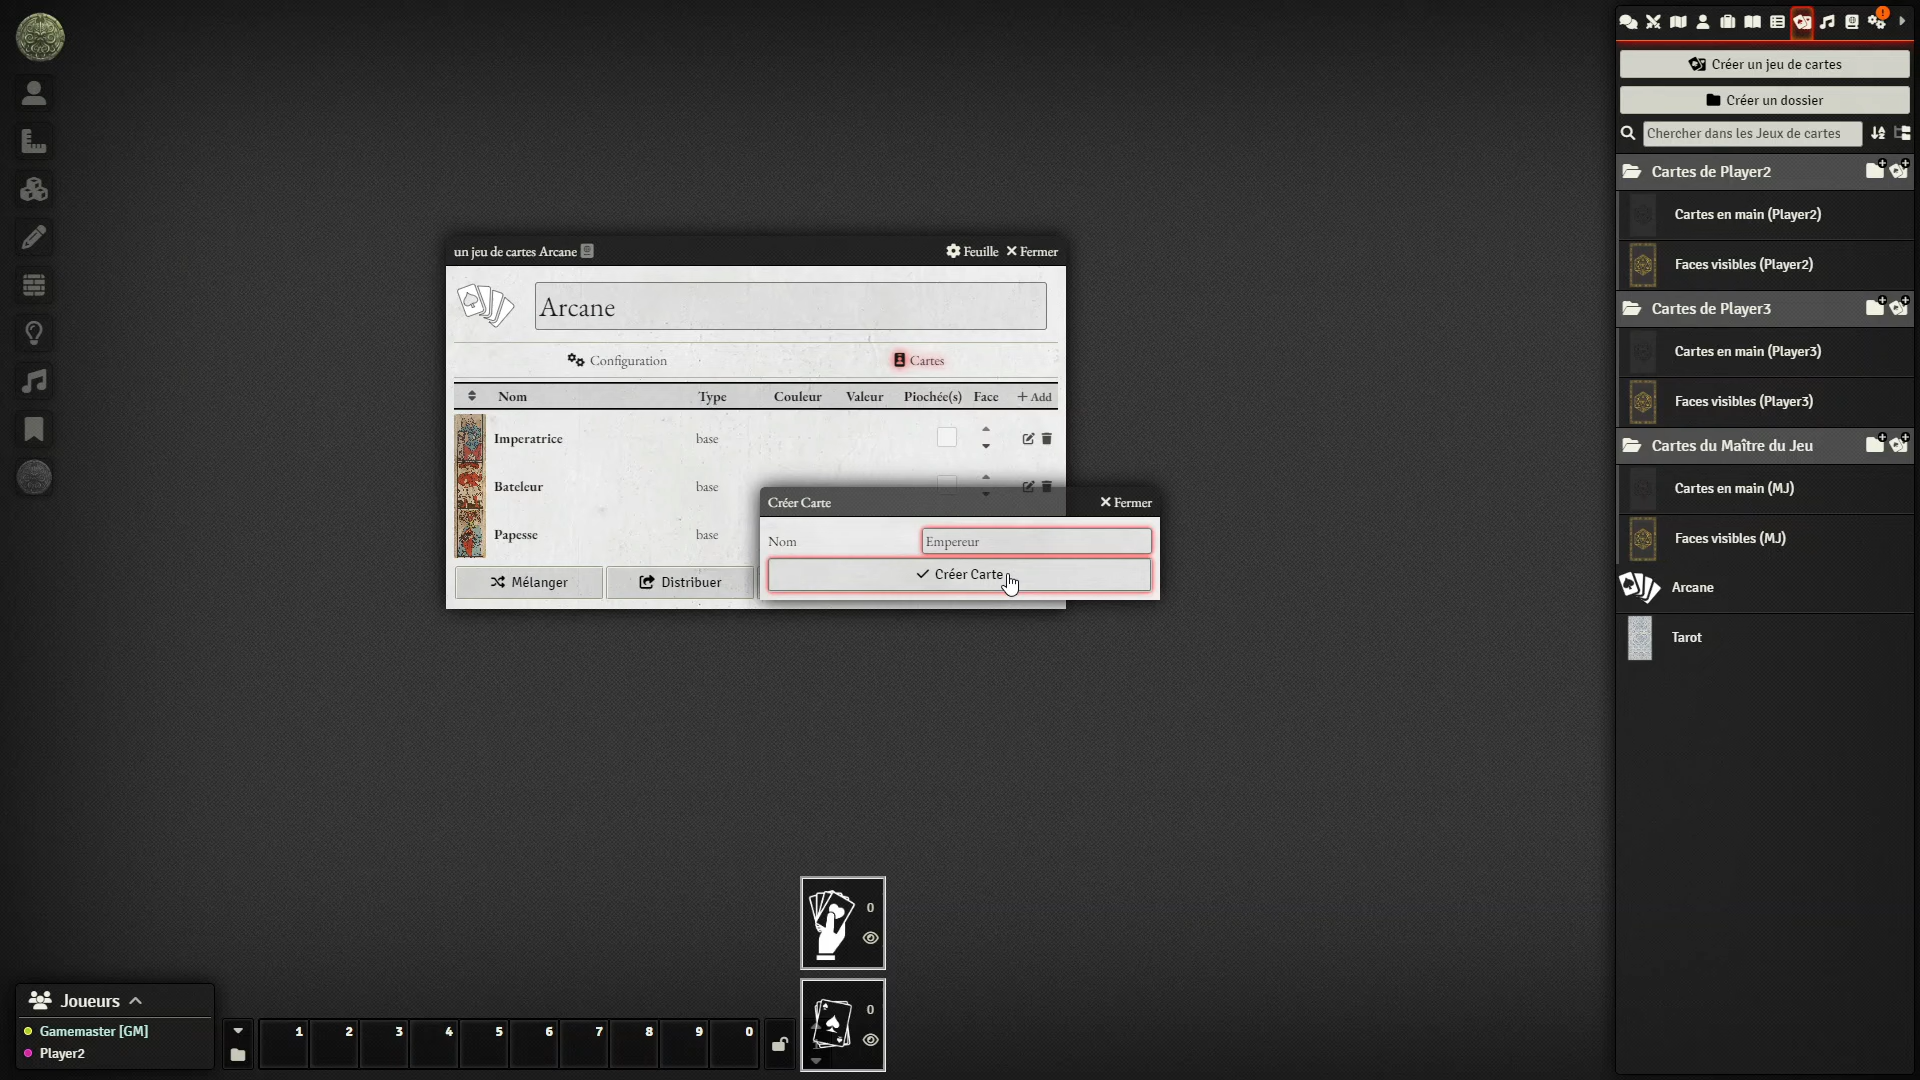 Créer un jeu de cartes
Créer un dossier
Chercher dans les Jeux de cartes
Cartes de Player2
Cartes en main (Player2)
Faces visibles (Player2)
Cartes de Player3
Cartes en main (Player3)
Faces visibles (Player3)
Cartes du Maître du Jeu
Cartes en main (MJ)
Faces visibles (MJ)
Arcane
Tarot
un jeu de cartes Arcane
Feuille
Fermer
Arcane
Configuration
Cartes
Nom Type Couleur Valeur Piochée(s) Face + Add
Imperatrice base
Bateleur base
Papesse base
Mélanger
Distribuer
Créer Carte
Fermer
Nom
Empereur
Créer Carte
0
0
Joueurs
Gamemaster [GM]
Player2
1 2 3 4 5 6 7 8 9 0